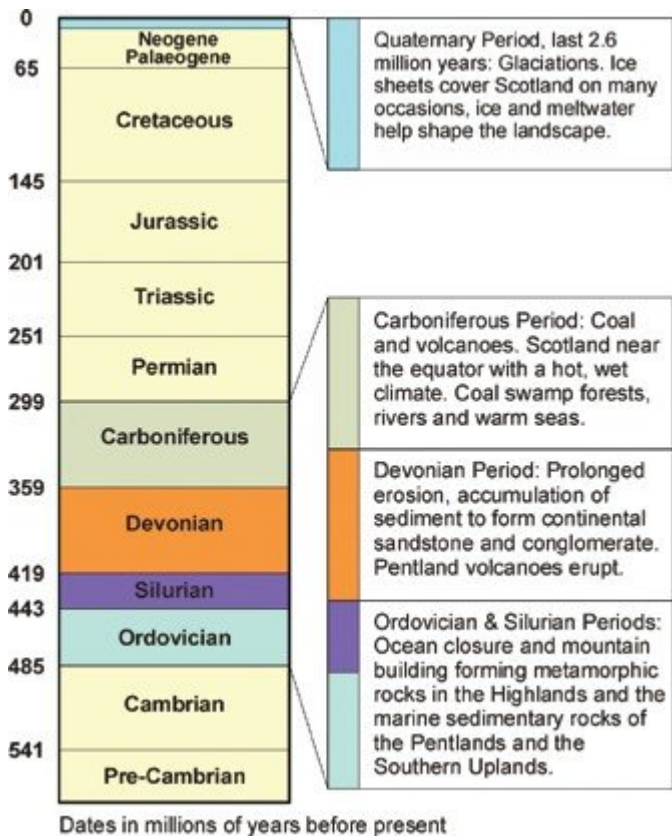 0
Neogene
Palaeogene
65
Cretaceous
145
Jurassic
201
Triassic
251
Permian
299
Carboniferous
359
Devonian
419
Silurian
443
Ordovician
485
Cambrian
541
Pre-Cambrian
Quaternary Period, last 2.6
million years: Glaciations. Ice
sheets cover Scotland on many
occasions, ice and meltwater
help shape the landscape.
Carboniferous Period: Coal
and volcanoes. Scotland near
the equator with a hot, wet
climate. Coal swamp forests,
rivers and warm seas.
Devonian Period: Prolonged
erosion, accumulation of
sediment to form continental
sandstone and conglomerate.
Pentland volcanoes erupt.
Ordovician & Silurian Periods:
Ocean closure and mountain
building forming metamorphic
rocks in the Highlands and the
marine sedimentary rocks of
the Pentlands and the
Southern Uplands.
Dates in millions of years before present